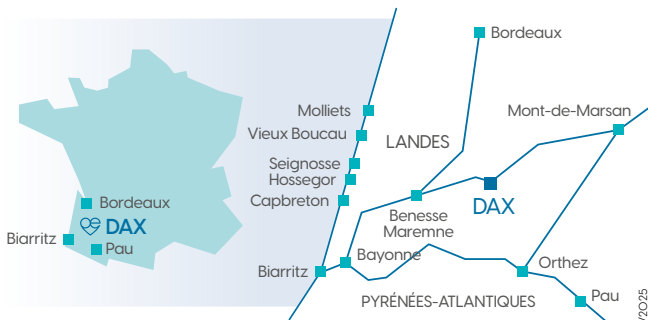 Bordeaux
Molliets
Mont-de-Marsan
Vieux Boucau
LANDES
Seignosse
Hossegor
Capbreton
DAX
Benesse
Maremne
Bordeaux
DAX
Biarritz
Pau
Bayonne
Biarritz
Orthez
PYRÉNÉES-ATLANTIQUES
Pau
/2025